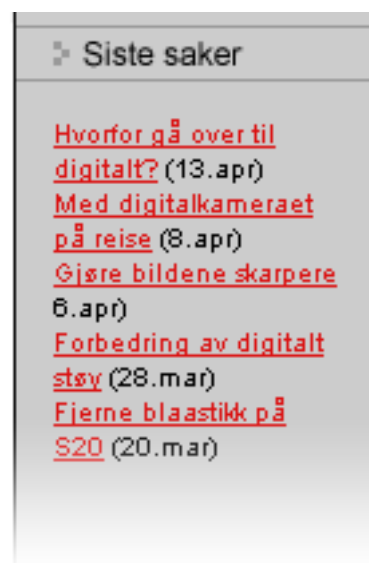 Siste saker
Hvorfor gå over til
digitalt? (13.apr)
Med digitalkameraet
på reise (8.apr)
Gjøre bildene skarpere
6.apr)
Forbedring av digitalt
støy (28.mar)
Fjerne blaastikk på
S20 (20.mar)